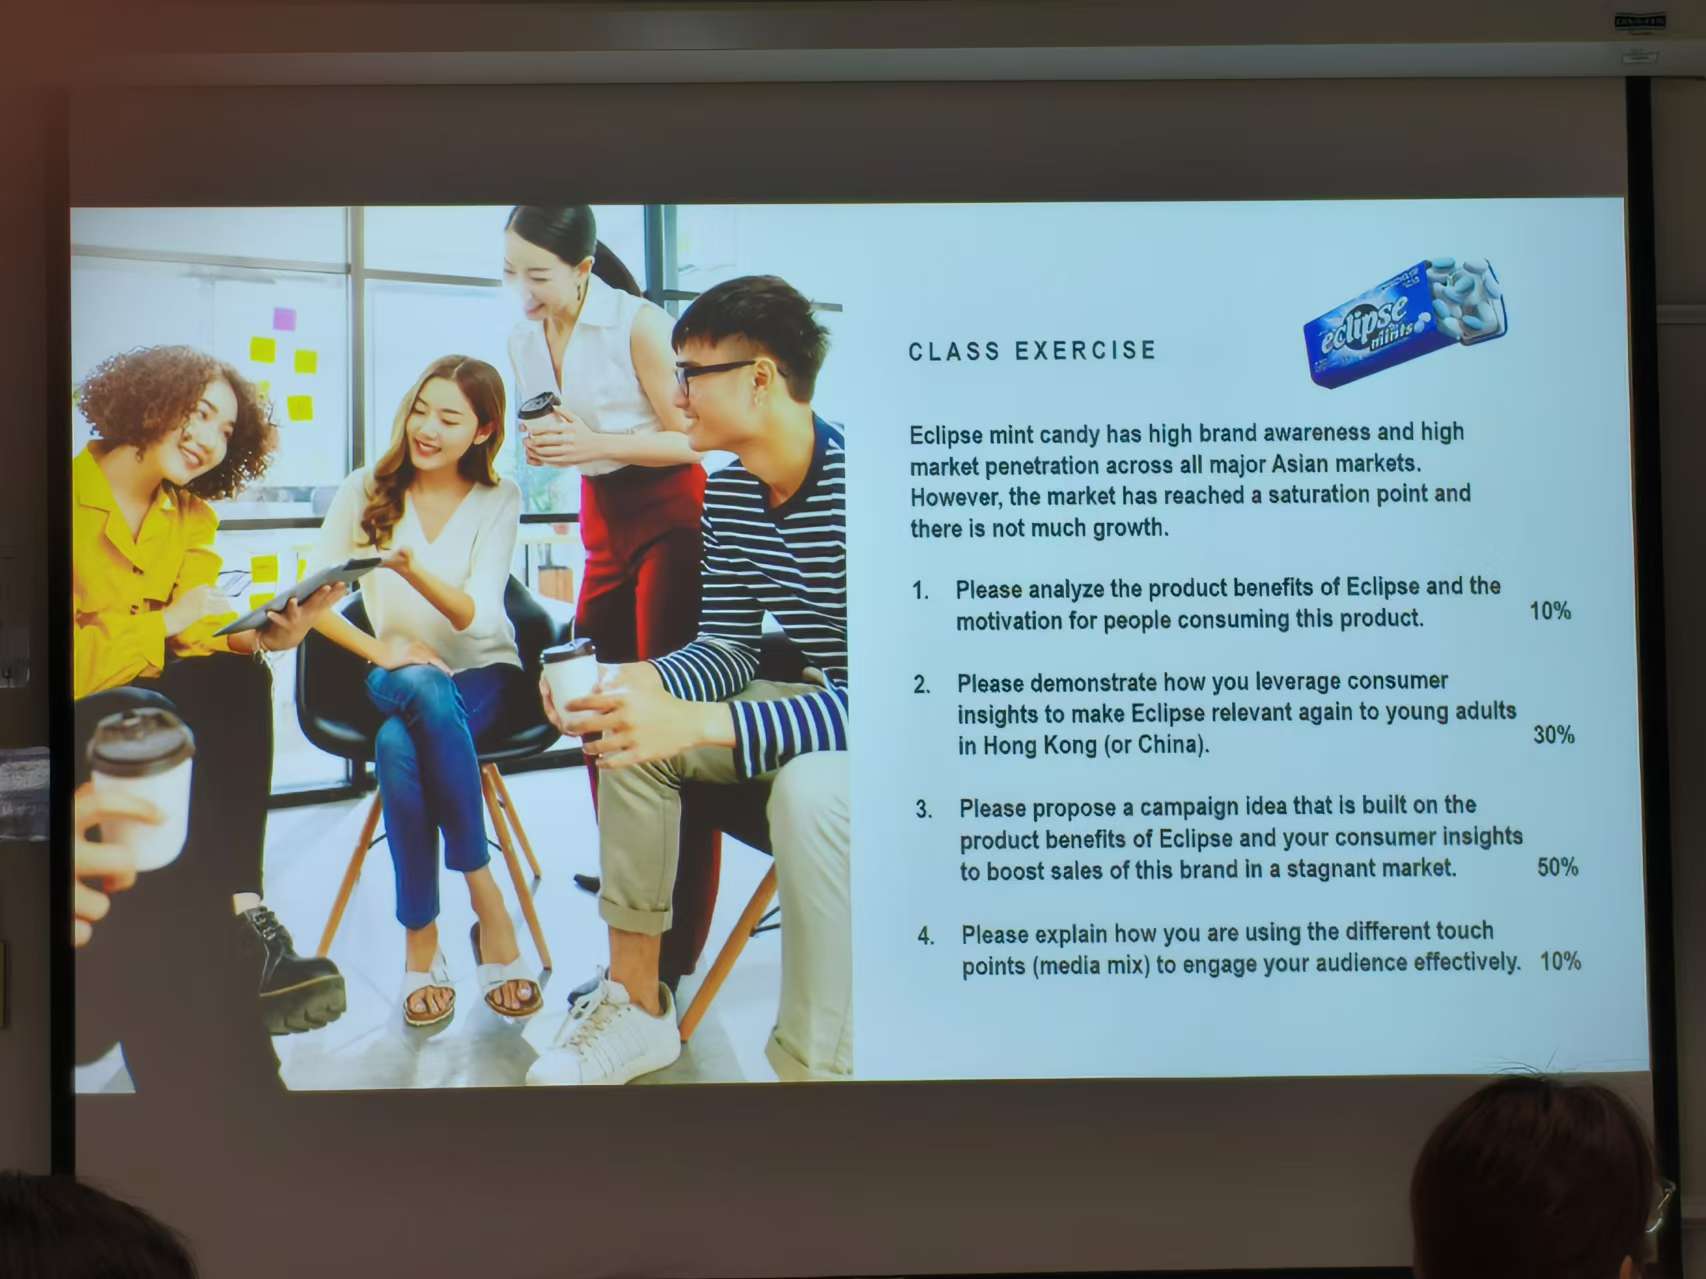 CLASS EXERCISE
eclipse
mints
Eclipse mint candy has high brand awareness and high
market penetration across all major Asian markets.
However, the market has reached a saturation point and
there is not much growth.
1. Please analyze the product benefits of Eclipse and the
motivation for people consuming this product. 10%
2. Please demonstrate how you leverage consumer
insights to make Eclipse relevant again to young adults
in Hong Kong (or China). 30%
3. Please propose a campaign idea that is built on the
product benefits of Eclipse and your consumer insights
to boost sales of this brand in a stagnant market. 50%
4. Please explain how you are using the different touch
points (media mix) to engage your audience effectively. 10%